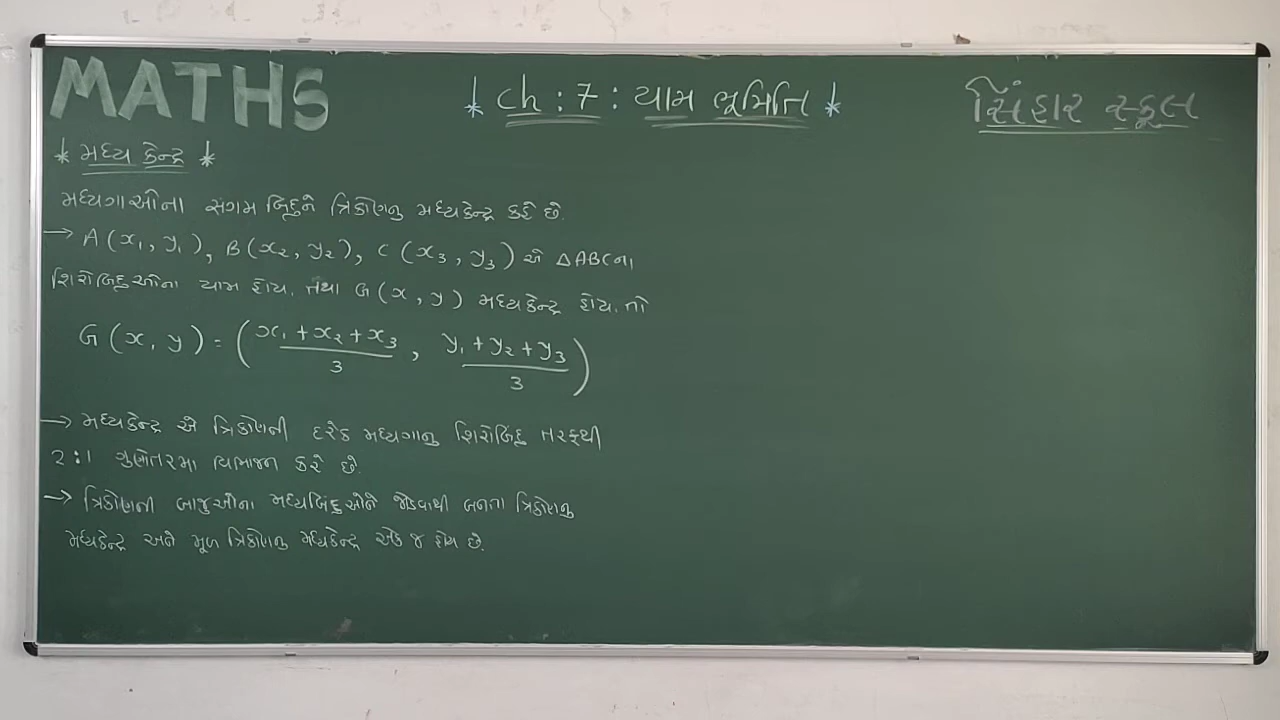 MATHS
* Ch : 7 : યામ ભૂમિતિ *
સિંહાર સ્કૂલ
* મધ્ય કેન્દ્ર *
મધ્યગાઓના સંગમ બિંદુને ત્રિકોણનુ મધ્યકેન્દ્ર કહે છે.
→ A(x₁, y₁), B(x₂, y₂), C(x₃, y₃) એ △ABCના
શિરોબિંદુઓના યામ હોય. તથા G(x, y) મધ્યકેન્દ્ર હોય. તો
G(x, y) = ( (x₁ + x₂ + x₃)/3 , (y₁ + y₂ + y₃)/3 )
→ મધ્યકેન્દ્ર એ ત્રિકોણની દરેક મધ્યગાનુ શિરોબિંદુ તરફથી
2:1 ગુણોતરમા વિભાજન કરે છે.
→ ત્રિકોણની બાજુઓના મધ્યબિંદુઓને જોડવાથી બનતા ત્રિકોણનુ
મધ્યકેન્દ્ર અને મૂળ ત્રિકોણનુ મધ્યકેન્દ્ર એક જ હોય છે.